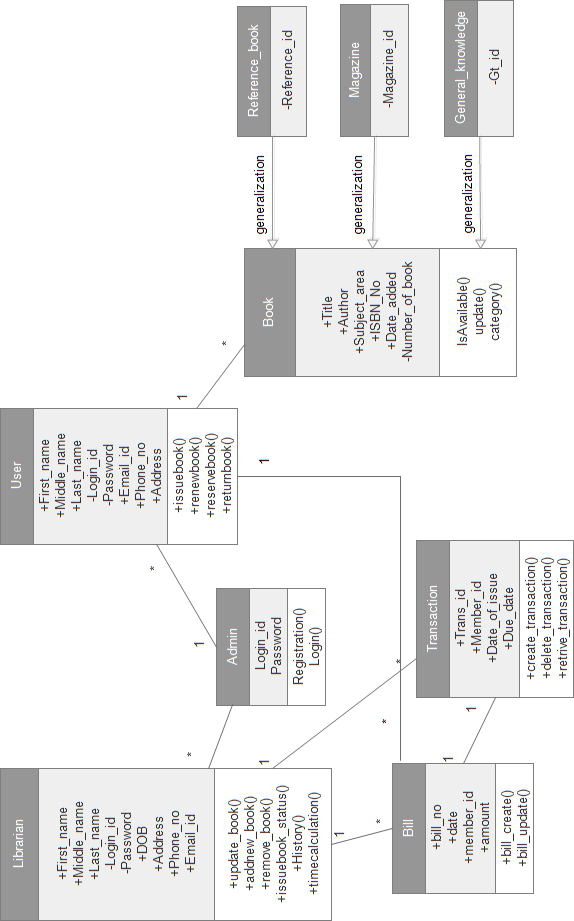 Librarian
+First_name
+Middle_name
+Last_name
-Login_id
-Password
+DOB
+Address
+Phone_no
+Email_id
+update_book()
+addnew_book()
+remove_book()
+issuebook_status()
+History()
+timecalculation()
User
+First_name
+Middle_name
+Last_name
-Login_id
-Password
+Email_id
+Phone_no
+Address
+issuebook()
+renewbook()
+reservebook()
+returnbook()
*
1
*
1
*
Admin
Login_id
Password
Registration()
Login()
Book
+Title
+Author
+Subject_area
+ISBN_No
+Date_added
-Number_of_book
IsAvailable()
update()
category()
generalization
Reference_book
-Reference_id
generalization
Magazine
-Magazine_id
generalization
General_knowledge
-Gt_id
1
1
1
*
*
*
Bill
+bill_no
+date
+member_id
+amount
+bill_create()
+bill_update()
1
1
Transaction
+Trans_id
+Member_id
+Date_of_issue
+Due_date
+create_transaction()
+delete_transaction()
+retrive_transaction()